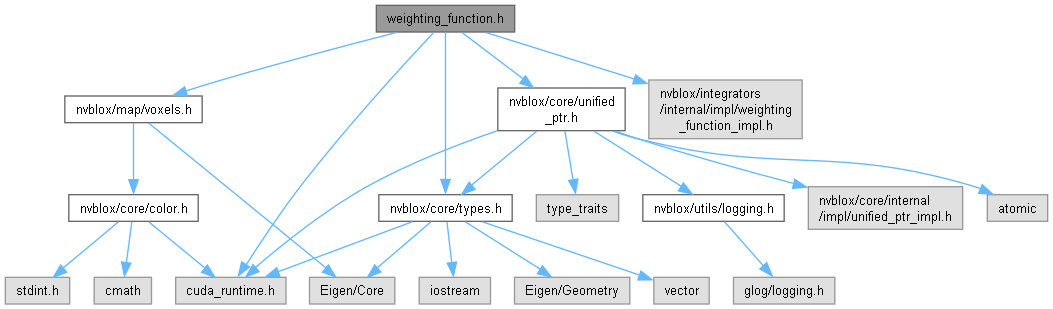 weighting_function.h
nvblox/map/voxels.h
nvblox/core/unified
_ptr.h
nvblox/integrators
/internal/impl/weighting
_function_impl.h
nvblox/core/color.h
nvblox/core/types.h
type_traits
nvblox/utils/logging.h
nvblox/core/internal
/impl/unified_ptr_impl.h
atomic
stdint.h
cmath
cuda_runtime.h
Eigen/Core
iostream
Eigen/Geometry
vector
glog/logging.h